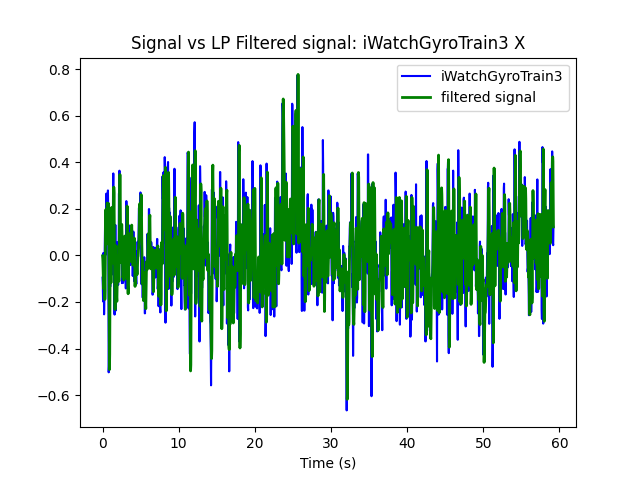 Signal vs LP Filtered signal: iWatchGyroTrain3 X
iWatchGyroTrain3
filtered signal
0.8
0.6
0.4
0.2
0.0
−0.2
−0.4
−0.6
0 10 20 30 40 50 60
Time (s)